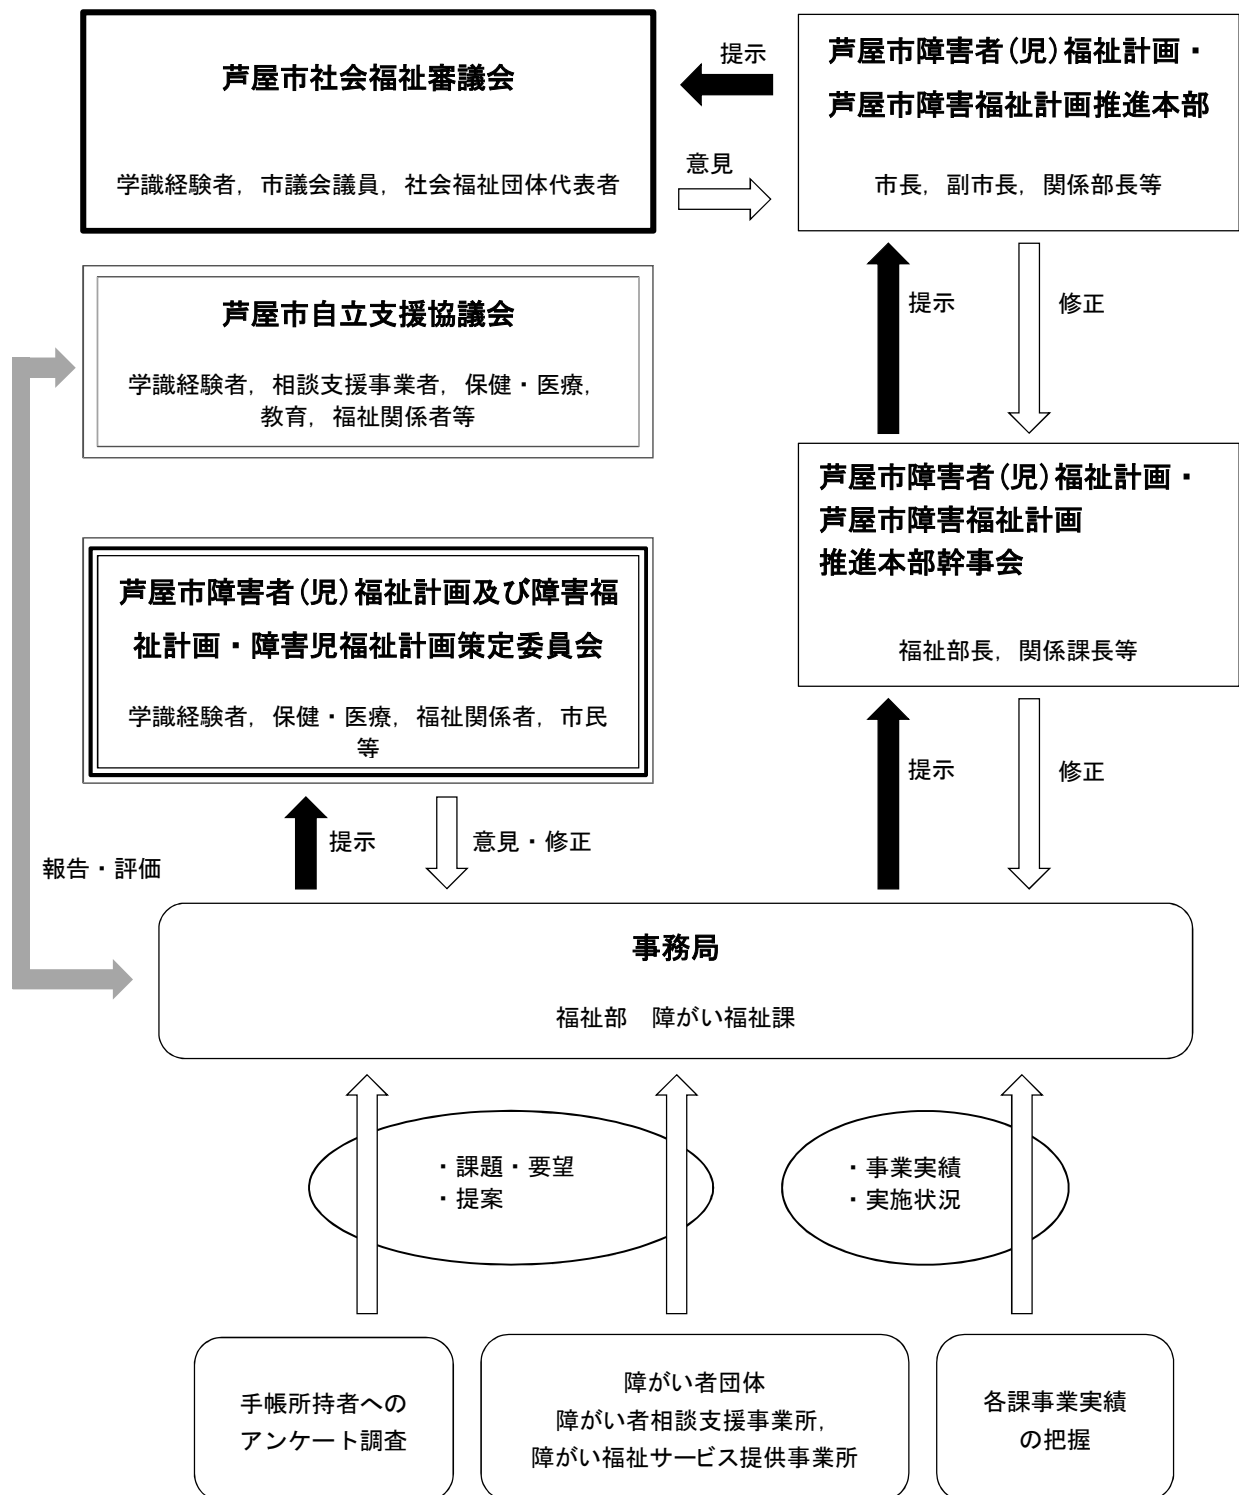 芦屋市社会福祉審議会
学識経験者，市議会議員，社会福祉団体代表者
提示
意見
芦屋市障害者（児）福祉計画・
芦屋市障害福祉計画推進本部
市長，副市長，関係部長等
芦屋市自立支援協議会
学識経験者，相談支援事業者，保健・医療，
教育，福祉関係者等
提示
修正
芦屋市障害者（児）福祉計画・
芦屋市障害福祉計画
推進本部幹事会
福祉部長，関係課長等
芦屋市障害者（児）福祉計画及び障害福
祉計画・障害児福祉計画策定委員会
学識経験者，保健・医療，福祉関係者，市民
等
提示
意見・修正
提示
修正
報告・評価
事務局
福祉部　障がい福祉課
・課題・要望
・提案
・事業実績
・実施状況
手帳所持者への
アンケート調査
障がい者団体
障がい者相談支援事業所，
障がい福祉サービス提供事業所
各課事業実績
の把握